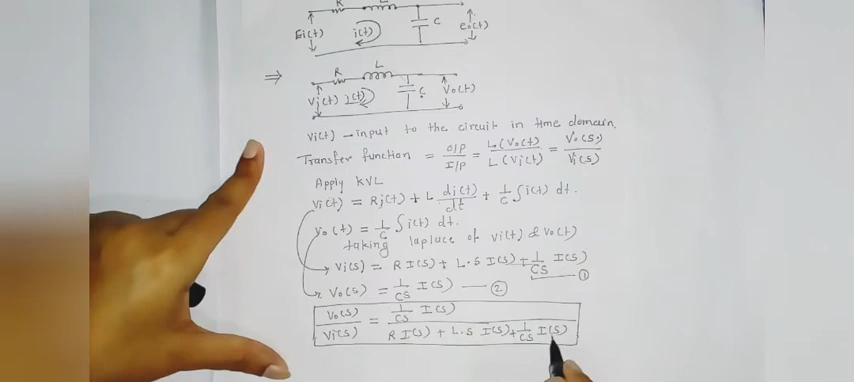 R L
Ei(t) i(t) C eo(t)
⇒ R L
Vi(t) i(t) C Vo(t)
Vi(t) – input to the circuit in time domain.
Transfer function = O/P / I/P = L(Vo(t)) / L(Vi(t)) = Vo(s) / Vi(s)
Apply KVL
Vi(t) = Ri(t) + L di(t)/dt + 1/C ∫i(t) dt.
Vo(t) = 1/C ∫i(t) dt.
taking laplace of Vi(t) & Vo(t)
Vi(s) = R I(s) + L.S I(s) + 1/CS I(s) — ①
Vo(s) = 1/CS I(s) — ②
Vo(s) / Vi(s) = 1/CS I(s) / R I(s) + L.S I(s) + 1/CS I(s)